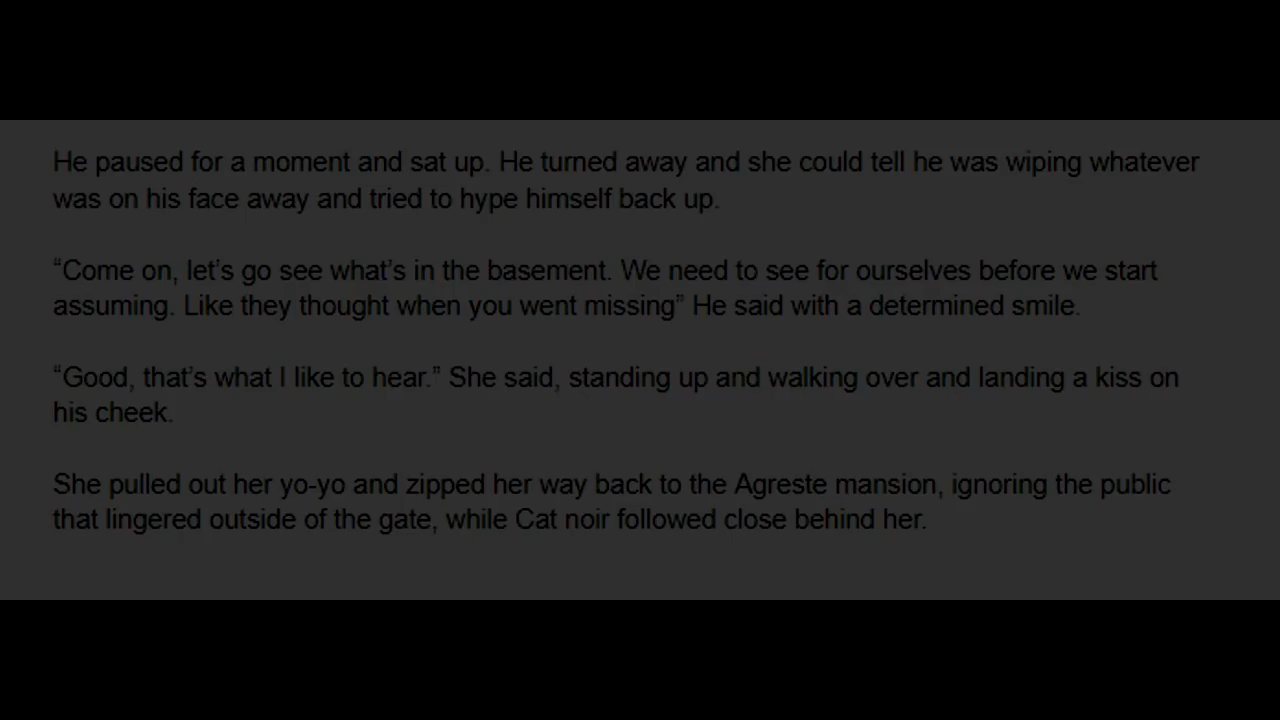 He paused for a moment and sat up. He turned away and she could tell he was wiping whatever
was on his face away and tried to hype himself back up.
“Come on, let’s go see what’s in the basement. We need to see for ourselves before we start
assuming. Like they thought when you went missing” He said with a determined smile.
“Good, that’s what I like to hear.” She said, standing up and walking over and landing a kiss on
his cheek.
She pulled out her yo-yo and zipped her way back to the Agreste mansion, ignoring the public
that lingered outside of the gate, while Cat noir followed close behind her.